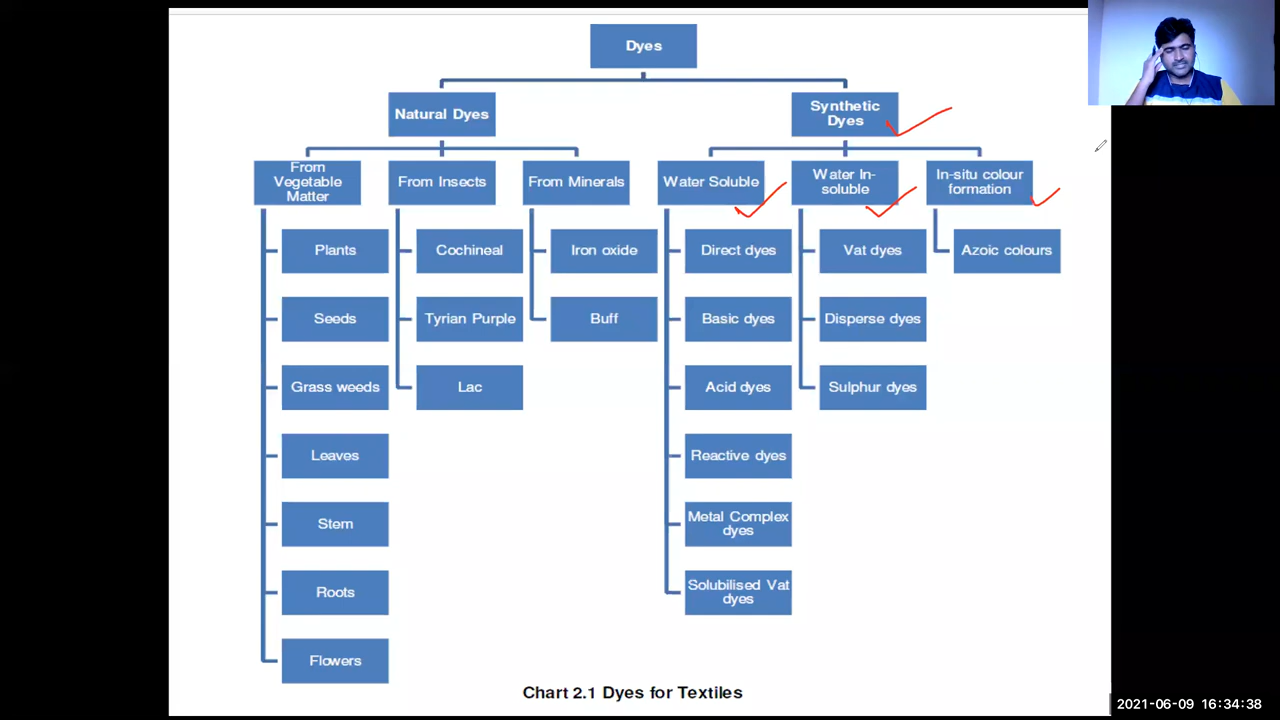 Dyes
Natural Dyes
Synthetic
Dyes
From
Vegetable
Matter
From Insects
From Minerals
Water Soluble
Water In-
soluble
In-situ colour
formation
Plants
Cochineal
Iron oxide
Direct dyes
Vat dyes
Azoic colours
Seeds
Tyrian Purple
Buff
Basic dyes
Disperse dyes
Grass weeds
Lac
Acid dyes
Sulphur dyes
Leaves
Reactive dyes
Stem
Metal Complex
dyes
Roots
Solubilised Vat
dyes
Flowers
Chart 2.1 Dyes for Textiles
2021-06-09 16:34:38